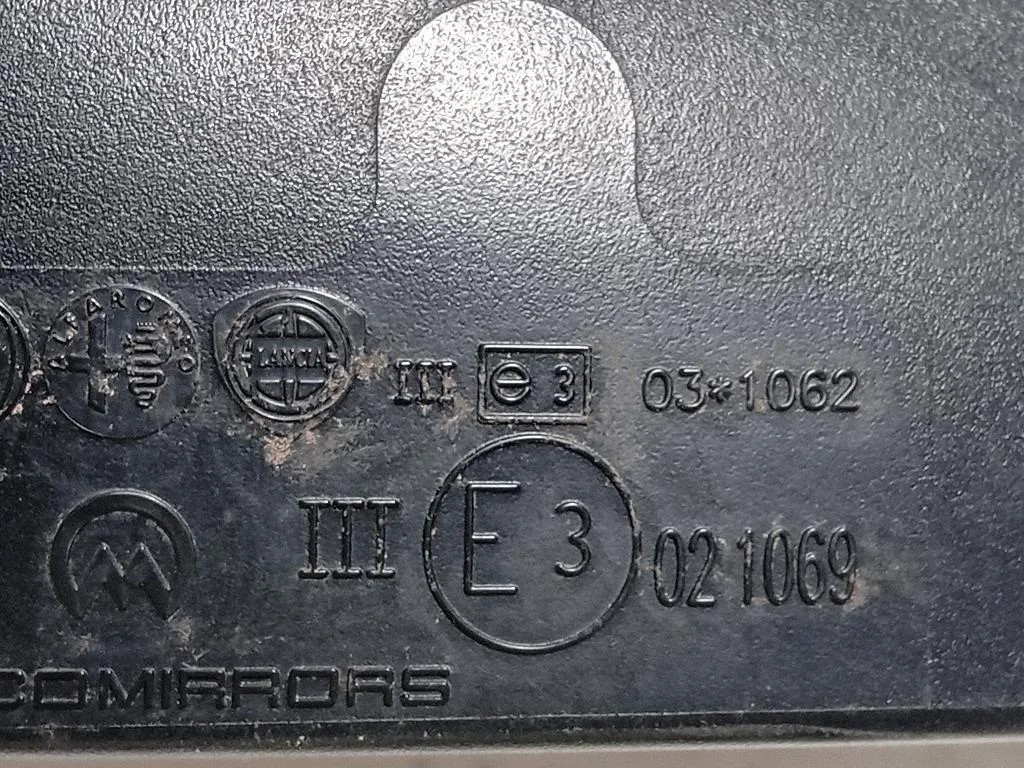 ALFA ROMEO
LANCIA
III e 3 03*1062
III E 3 021069
COMIRRORS